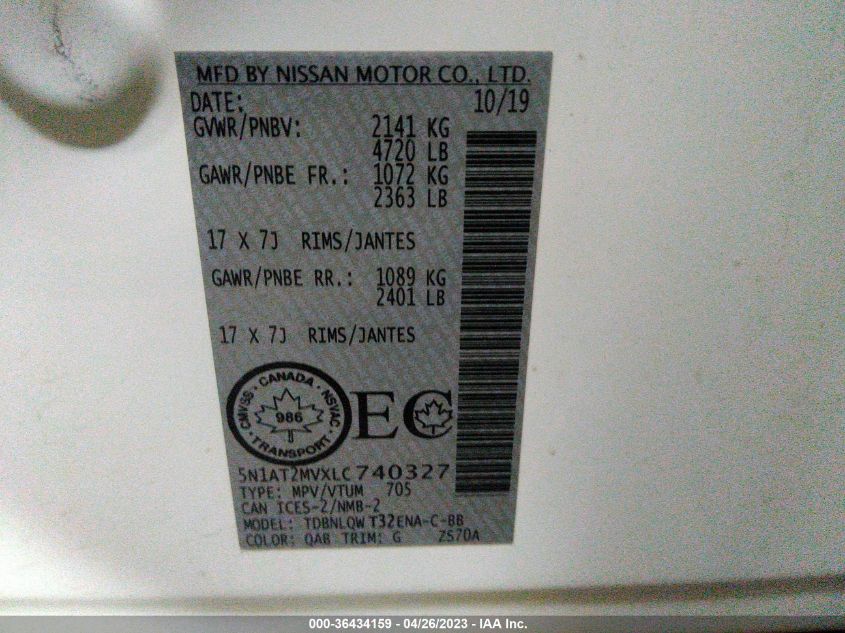 MFD BY NISSAN MOTOR CO., LTD.
DATE: 10/19
GVWR/PNBV: 2141 KG
4720 LB
GAWR/PNBE FR.: 1072 KG
2363 LB
17 X 7J RIMS/JANTES
GAWR/PNBE RR.: 1089 KG
2401 LB
17 X 7J RIMS/JANTES
CMVSS · CANADA · NSVAC · TRANSPORT ·
986
EC
5N1AT2MVXLC740327
TYPE: MPV/VTUM 705
CAN ICES-2/NMB-2
MODEL: TDBNLQW T32ENA-C-BB
COLOR: QAB TRIM: G ZS70A
000-36434159 - 04/26/2023 - IAA Inc.